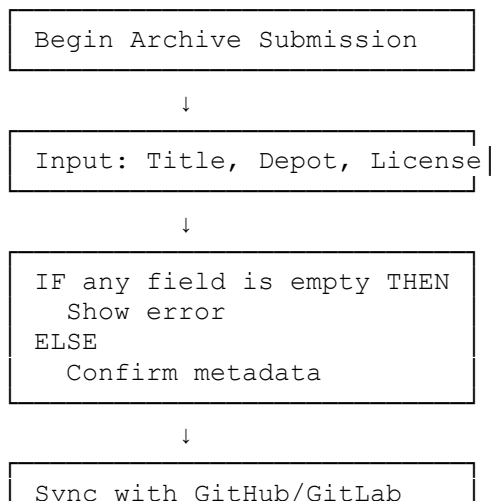 Begin Archive Submission
↓
Input: Title, Depot, License
↓
IF any field is empty THEN
Show error
ELSE
Confirm metadata
↓
Sync with GitHub/GitLab